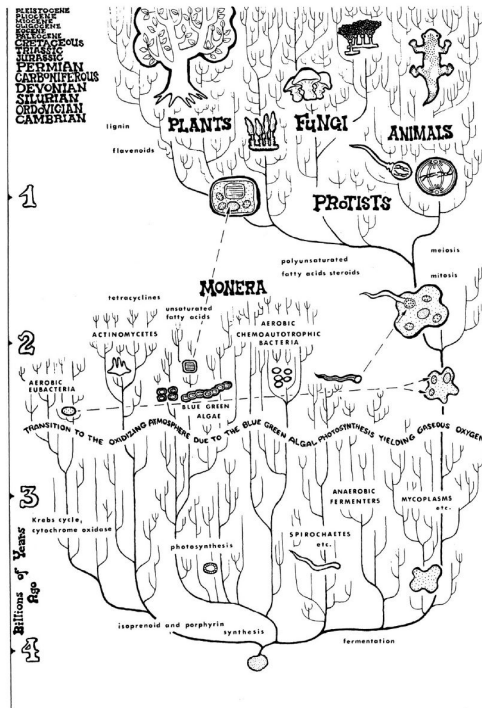 PLEISTOCENE
PLIOCENE
MIOCENE
OLIGOCENE
EOCENE
PALEOCENE
CRETACEOUS
TRIASSIC
JURASSIC
PERMIAN
CARBONIFEROUS
DEVONIAN
SILURIAN
ORDOVICIAN
CAMBRIAN
lignin
flavenoids
PLANTS
FUNGI
ANIMALS
1
PROTISTS
polyunsaturated
fatty acids steroids
meiosis
mitosis
MONERA
tetracyclines
unsaturated
fatty acids
2
ACTINOMYCETES
AEROBIC
CHEMOAUTOTROPHIC
BACTERIA
AEROBIC
EUBACTERIA
BLUE GREEN
ALGAE
TRANSITION TO THE OXIDIZING ATMOSPHERE DUE TO THE BLUE GREEN ALGAL PHOTOSYNTHESIS YIELDING GASEOUS OXYGEN
3
ANAEROBIC
FERMENTERS
MYCOPLASMS
etc.
Krebs cycle,
cytochrome oxidase
photosynthesis
SPIROCHAETES
etc.
Billions of Years
Ago
isoprenoid and porphyrin
synthesis
fermentation
4